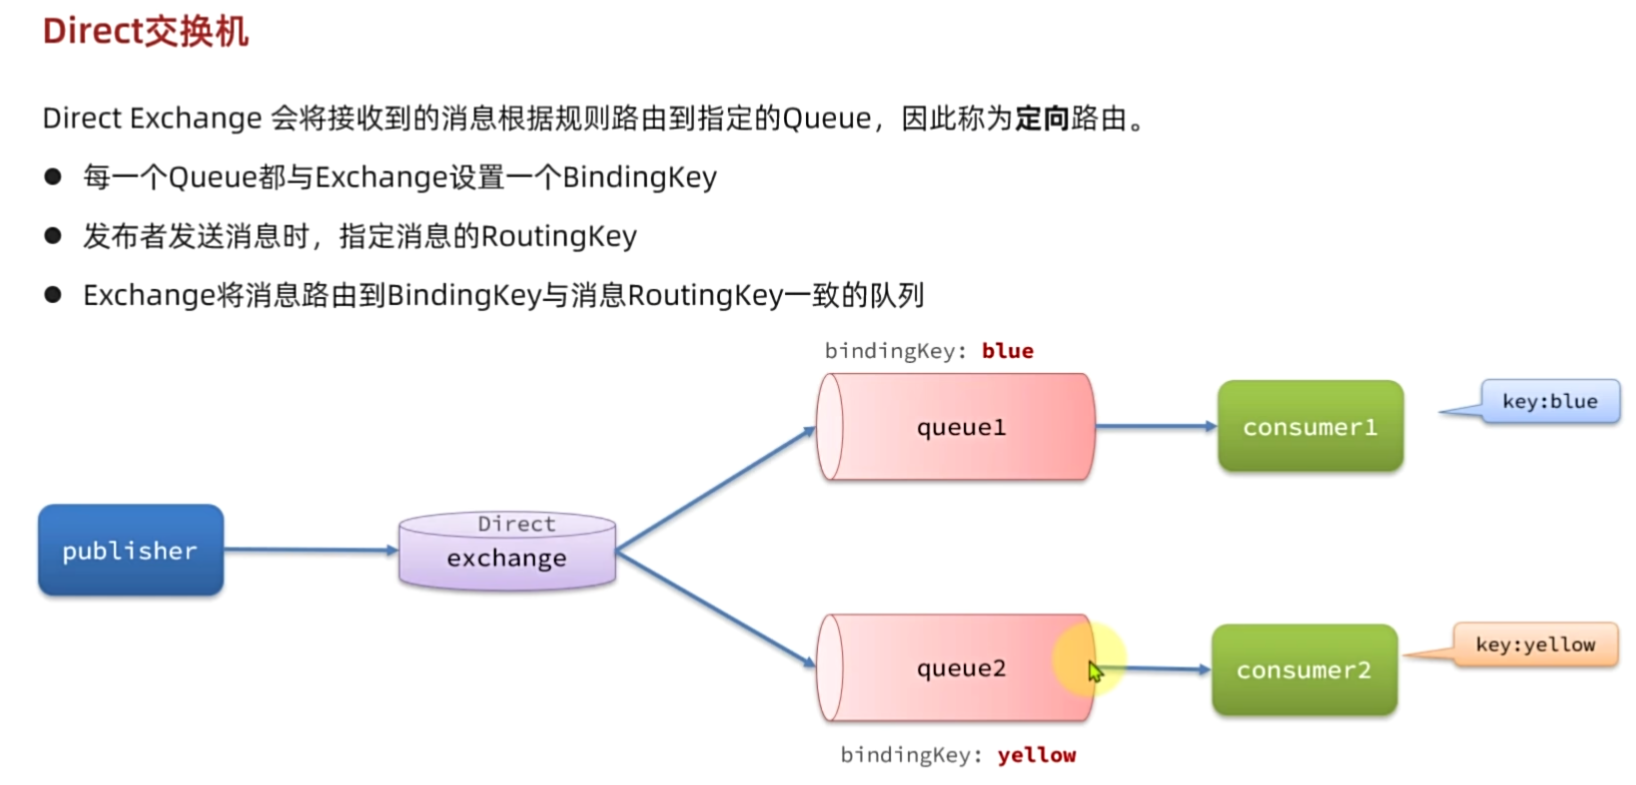 Direct交换机
Direct Exchange 会将接收到的消息根据规则路由到指定的Queue，因此称为定向路由。
● 每一个Queue都与Exchange设置一个BindingKey
● 发布者发送消息时，指定消息的RoutingKey
● Exchange将消息路由到BindingKey与消息RoutingKey一致的队列
bindingKey: blue
queue1
consumer1
key:blue
publisher
Direct
exchange
queue2
consumer2
key:yellow
bindingKey: yellow